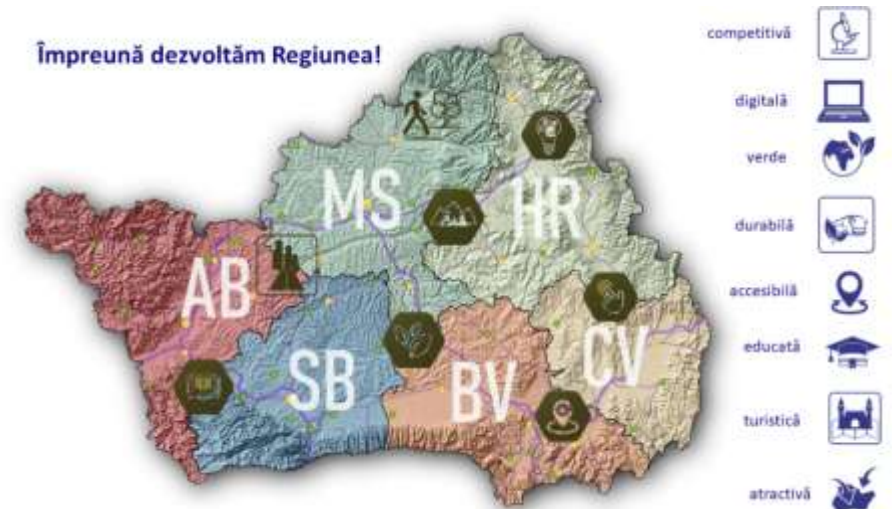 Împreună dezvoltăm Regiunea!
MS
HR
AB
SB
BV
CV
competitivă
digitală
verde
durabilă
accesibilă
educată
turistică
atractivă